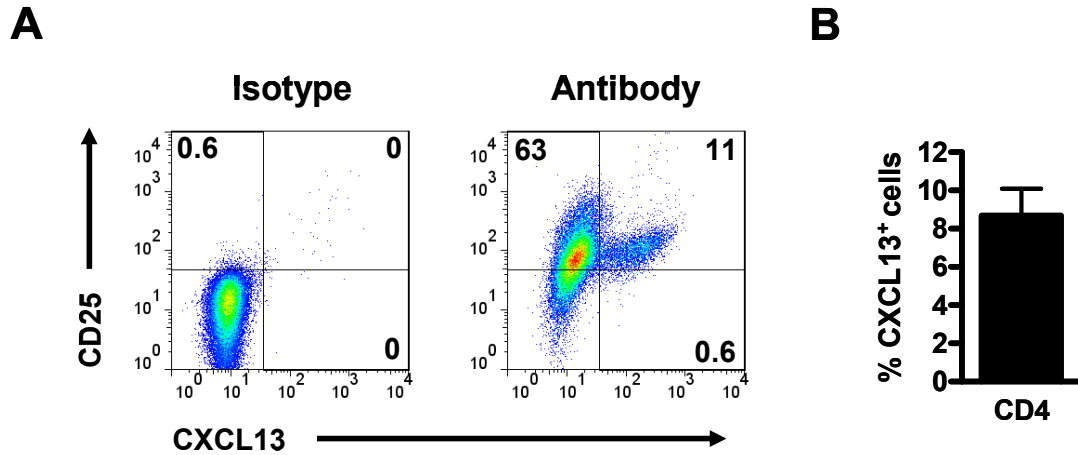 A
B
Isotype
Antibody
0.6
0
0
63
11
0.6
10⁴
10³
10²
10¹
10⁰
10⁰ 10¹ 10² 10³ 10⁴
10⁴
10³
10²
10¹
10⁰
10⁰ 10¹ 10² 10³ 10⁴
CD25
CXCL13
% CXCL13⁺ cells
12
10
8
6
4
2
0
CD4